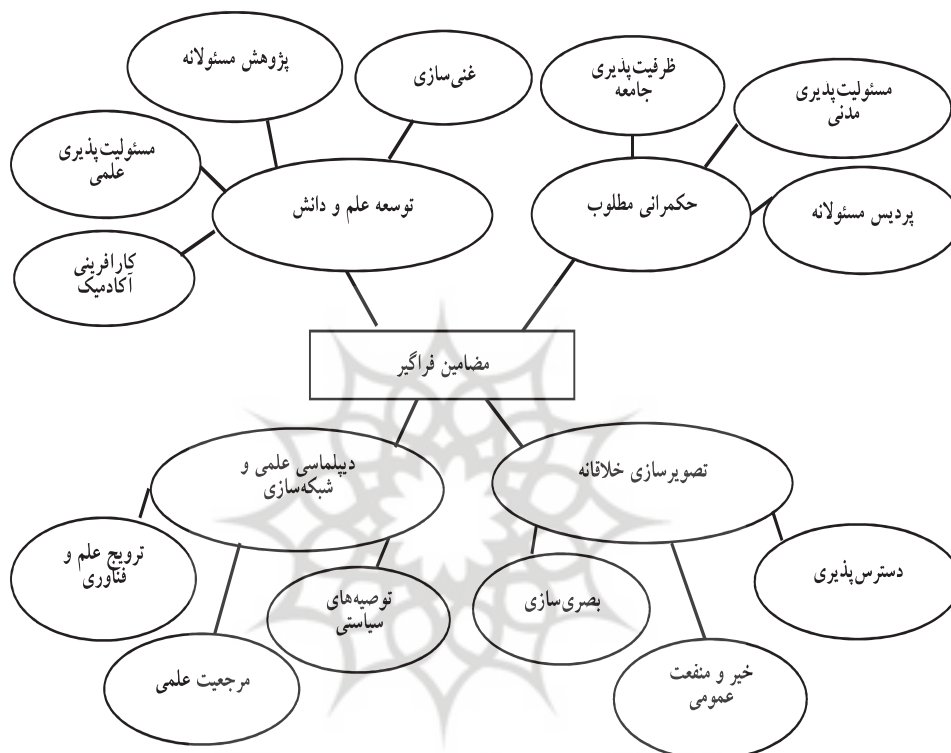 ظرفیت‌پذیری
جامعه
مسئولیت‌پذیری
مدنی
پردیس مسئولانه
حکمرانی مطلوب
غنی‌سازی
پژوهش مسئولانه
مسئولیت‌پذیری
علمی
کارافرینی
آکادمیک
توسعه علم و دانش
مضامین فراگیر
تصویرسازی خلاقانه
دسترس‌پذیری
خیر و منفعت
عمومی
بصری‌سازی
دیپلماسی علمی و
شبکه‌سازی
توصیه‌های
سیاستی
مرجعیت علمی
ترویج علم و
فناوری